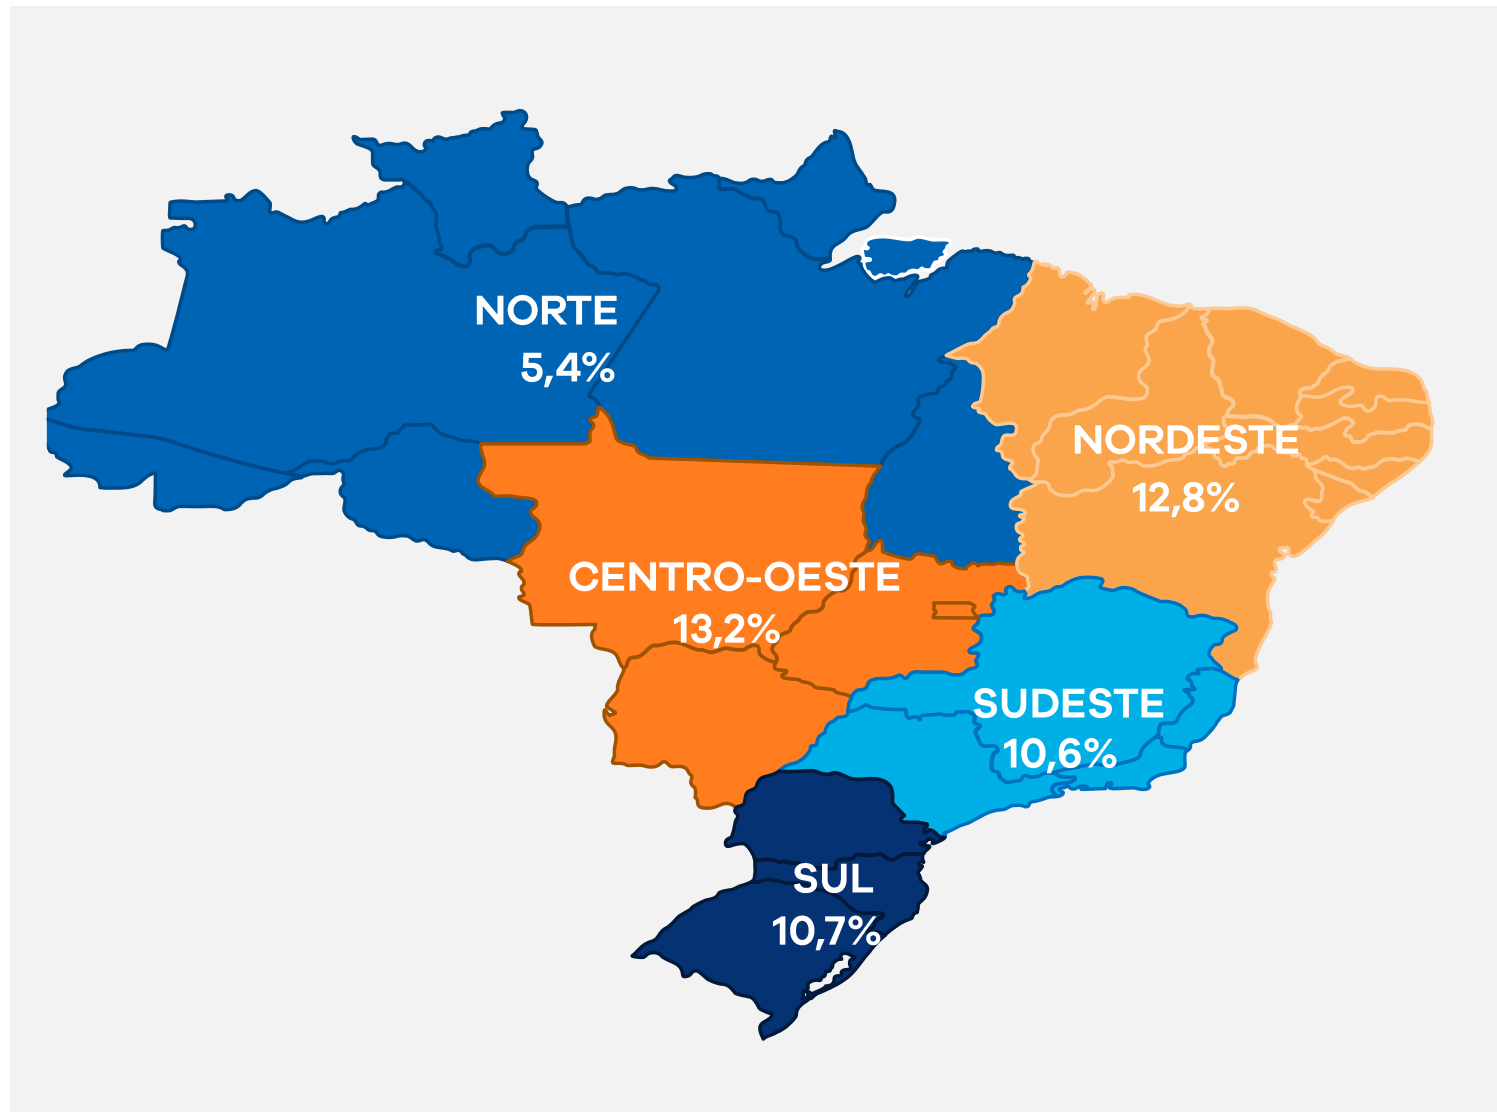 NORTE
5,4%
NORDESTE
12,8%
CENTRO-OESTE
13,2%
SUDESTE
10,6%
SUL
10,7%